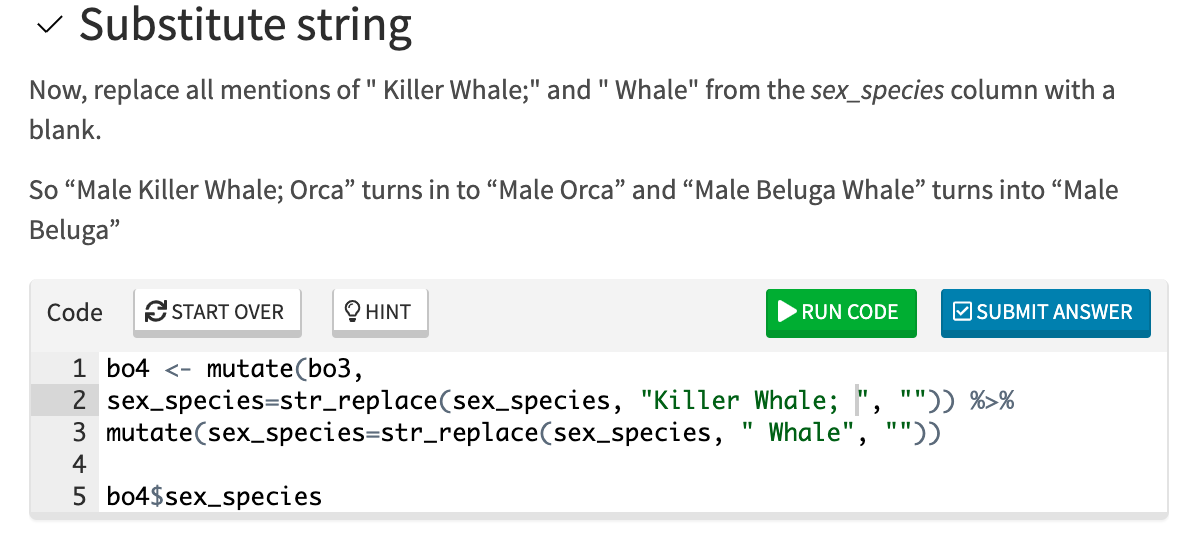 Substitute string
Now, replace all mentions of " Killer Whale;" and " Whale" from the sex_species column with a
blank.
So “Male Killer Whale; Orca” turns in to “Male Orca” and “Male Beluga Whale” turns into “Male
Beluga”
Code START OVER HINT RUN CODE SUBMIT ANSWER
1 bo4 <- mutate(bo3,
2 sex_species=str_replace(sex_species, "Killer Whale; ", "")) %>%
3 mutate(sex_species=str_replace(sex_species, " Whale", ""))
4
5 bo4$sex_species